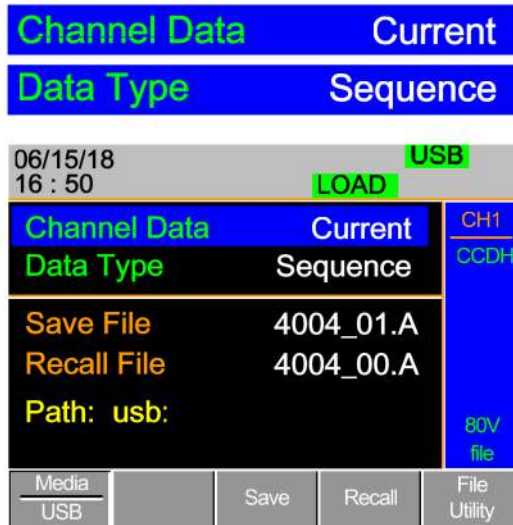 Channel Data Current
Data Type Sequence
06/15/18 USB
16 : 50 LOAD
Channel Data Current CH1
Data Type Sequence CCDH
Save File 4004_01.A
Recall File 4004_00.A
Path: usb:
80V
file
Media Save Recall File
USB Utility